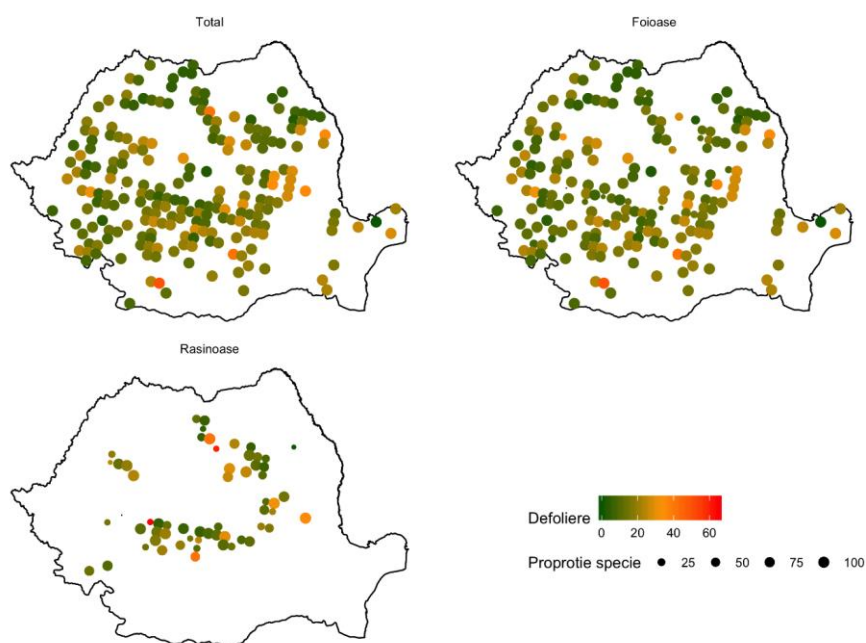 Total
Foioase
Rasinoase
Defoliere
0 20 40 60
Proprotie specie 25 50 75 100